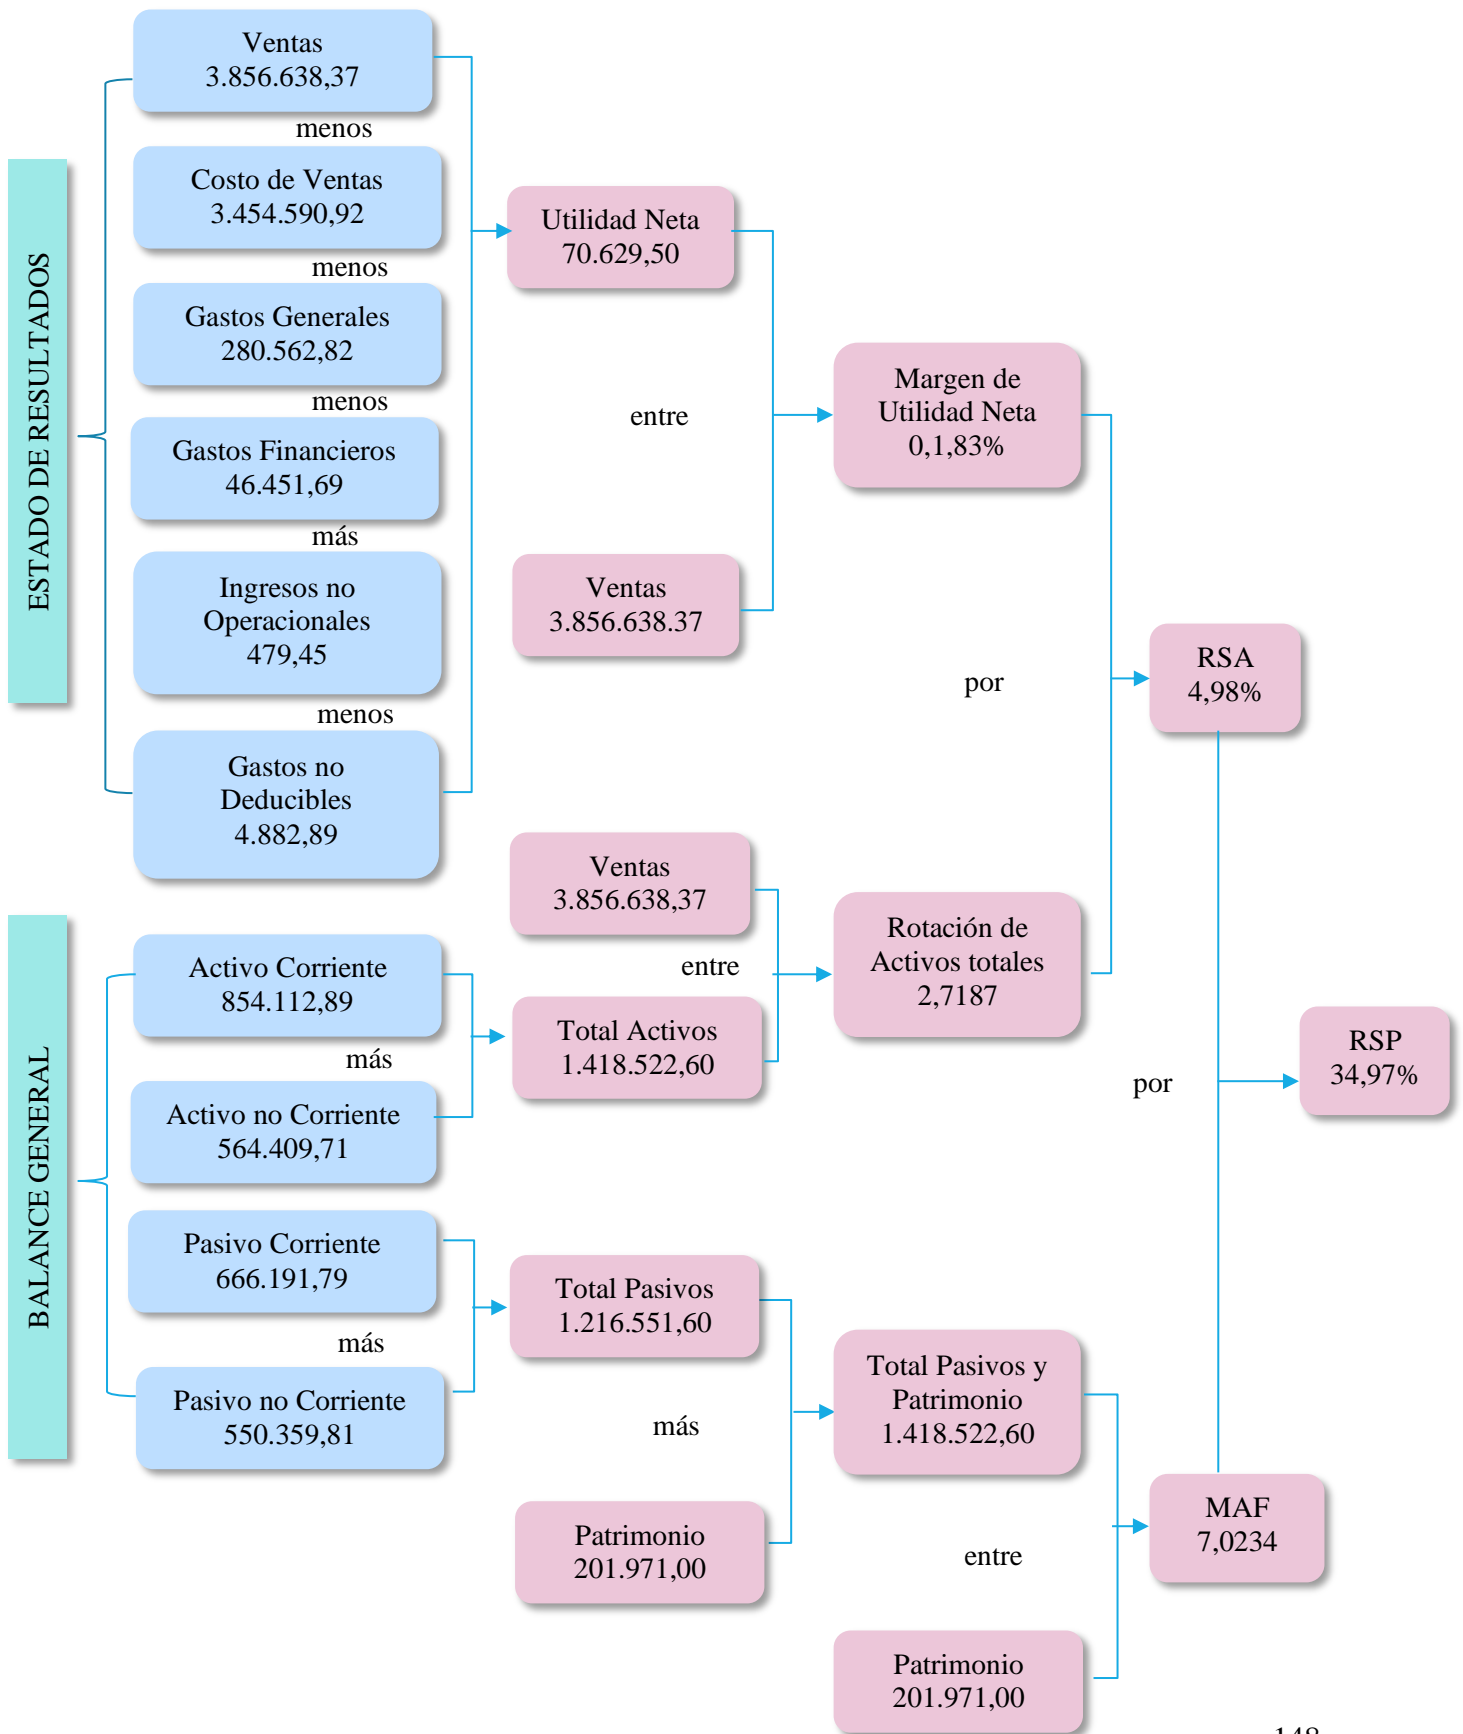 ESTADO DE RESULTADOS
Ventas
3.856.638,37
menos
Costo de Ventas
3.454.590,92
menos
Gastos Generales
280.562,82
menos
Gastos Financieros
46.451,69
más
Ingresos no
Operacionales
479,45
menos
Gastos no
Deducibles
4.882,89
Utilidad Neta
70.629,50
entre
Ventas
3.856.638.37
Margen de
Utilidad Neta
0,1,83%
por
RSA
4,98%
BALANCE GENERAL
Activo Corriente
854.112,89
más
Activo no Corriente
564.409,71
Pasivo Corriente
666.191,79
más
Pasivo no Corriente
550.359,81
Ventas
3.856.638,37
entre
Total Activos
1.418.522,60
Rotación de
Activos totales
2,7187
Total Pasivos
1.216.551,60
más
Patrimonio
201.971,00
Total Pasivos y
Patrimonio
1.418.522,60
entre
Patrimonio
201.971,00
MAF
7,0234
por
RSP
34,97%